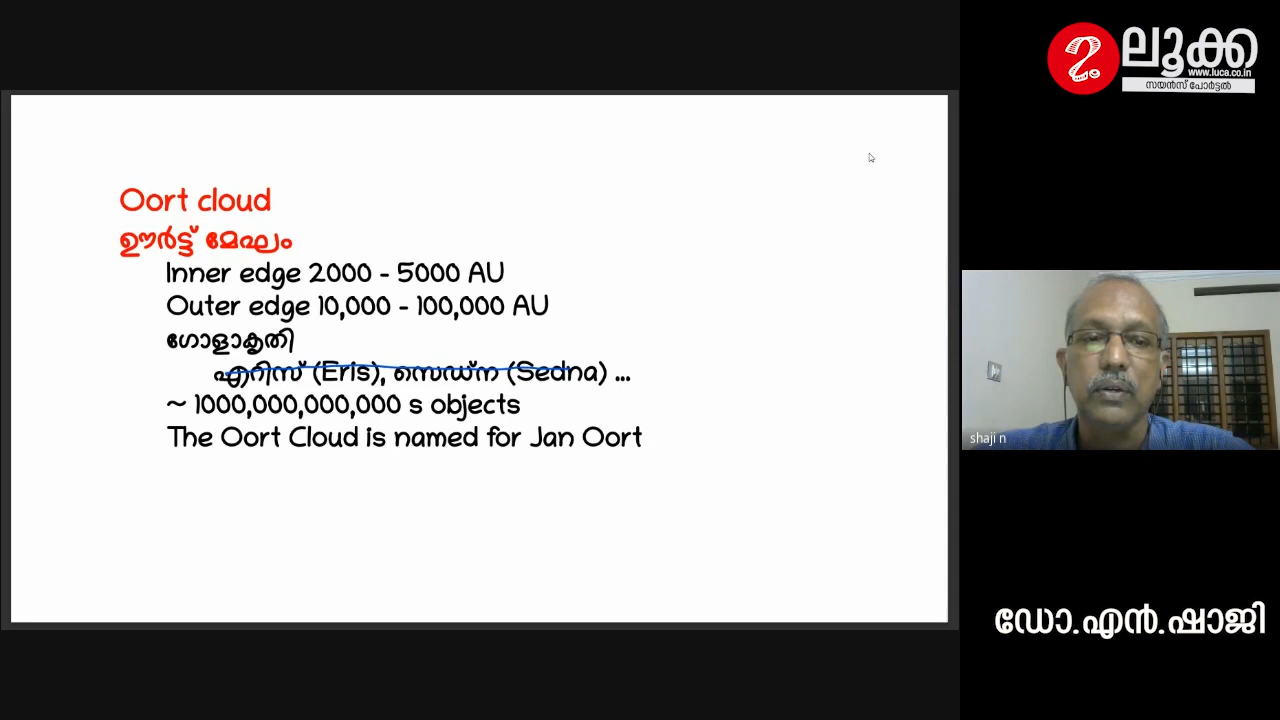 Oort cloud
ഊർട്ട് മേഘം
Inner edge 2000 - 5000 AU
Outer edge 10,000 - 100,000 AU
ഗോളാകൃതി
എറിസ് (Eris), സെഡ്ന (Sedna) ...
~ 1000,000,000,000 s objects
The Oort Cloud is named for Jan Oort
ലൂക്ക
www.luca.co.in
സയൻസ് പോർട്ടൽ
shaji n
ഡോ.എൻ.ഷാജി